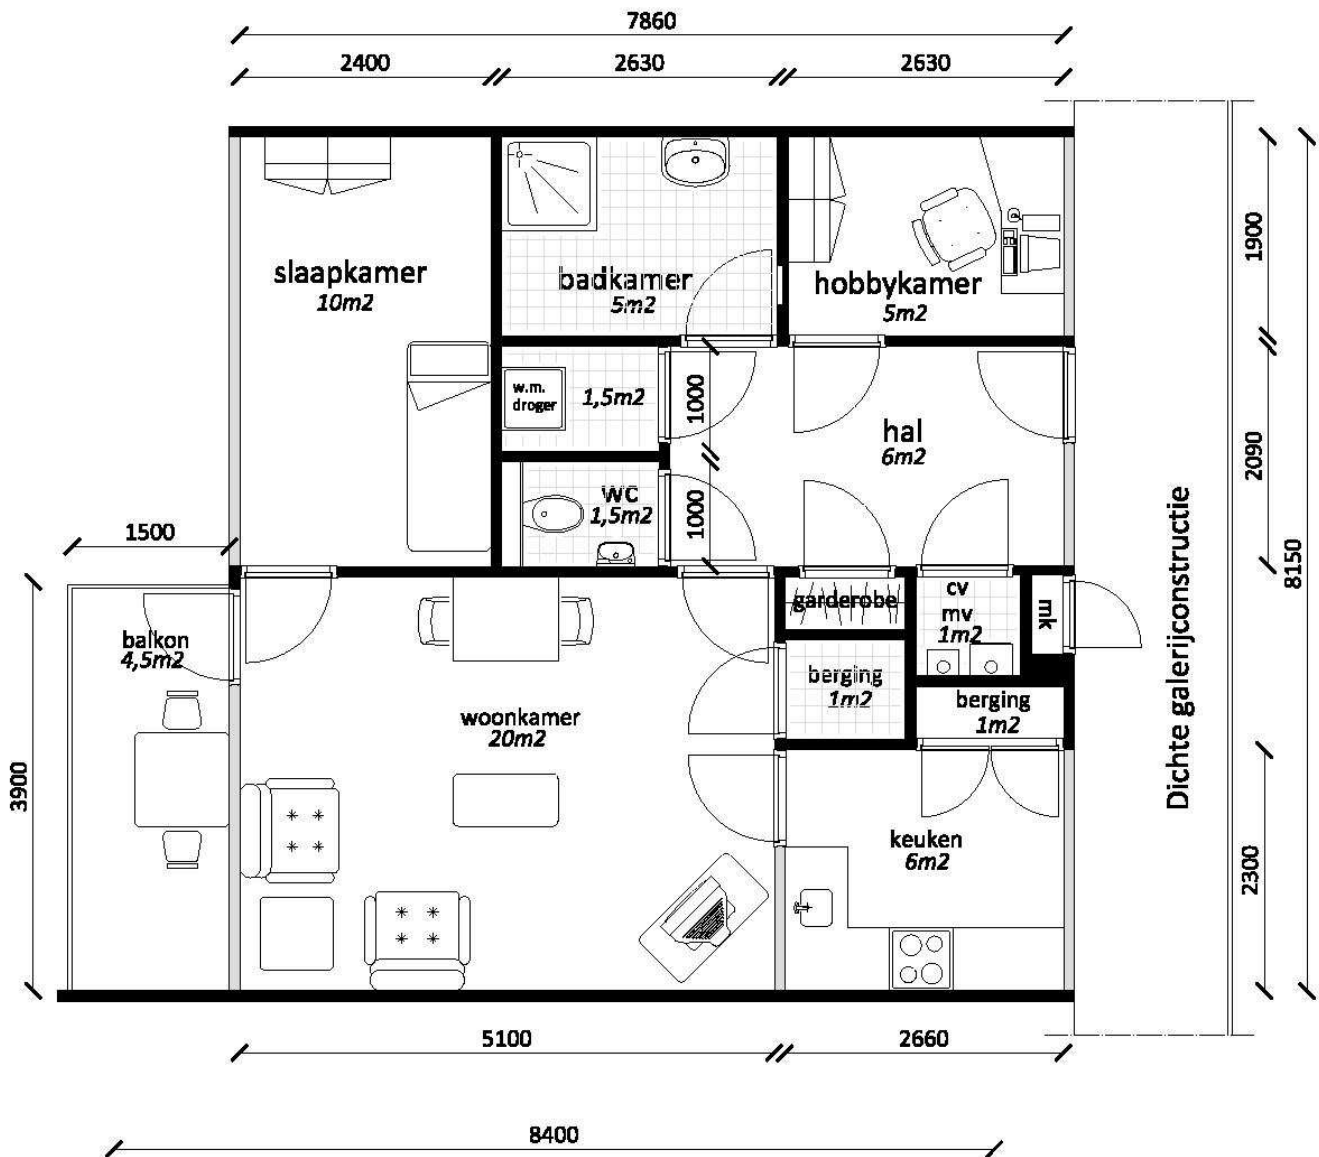 7860
2400
2630
2630
slaapkamer
10m2
badkamer
5m2
hobbykamer
5m2
1900
w.m.
droger
1,5m2
1000
hal
6m2
2090
WC
1,5m2
1000
1500
8150
Dichte galerijconstructie
garderobe
cv
mv
1m2
mk
balkon
4,5m2
berging
1m2
berging
1m2
woonkamer
20m2
3900
keuken
6m2
2300
5100
2660
8400